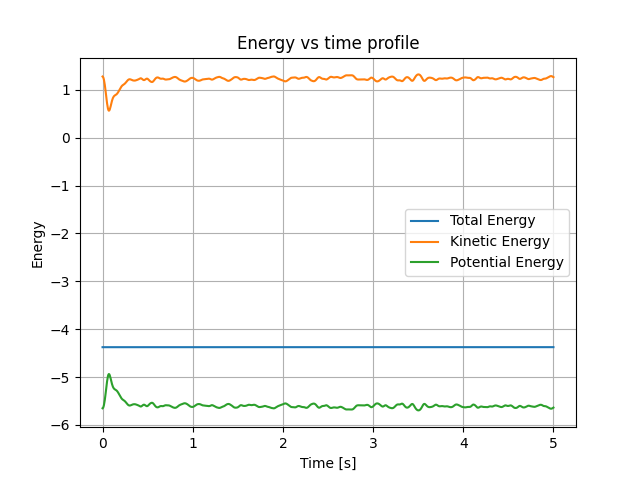 Energy vs time profile
1
0
−1
−2
−3
−4
−5
−6
Energy
Total Energy
Kinetic Energy
Potential Energy
0 1 2 3 4 5
Time [s]